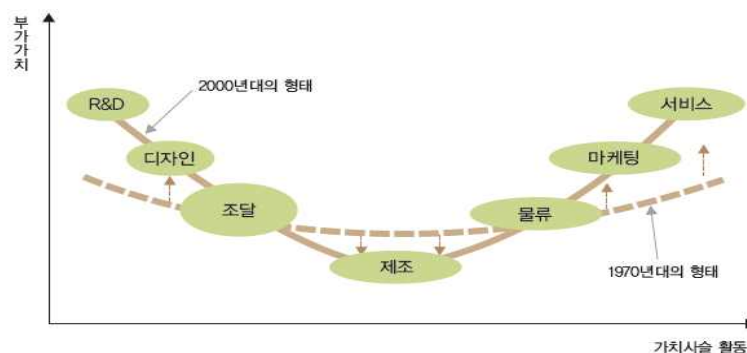 부가가치
2000년대의 형태
R&D
서비스
디자인
마케팅
조달
물류
제조
1970년대의 형태
가치사슬 활동